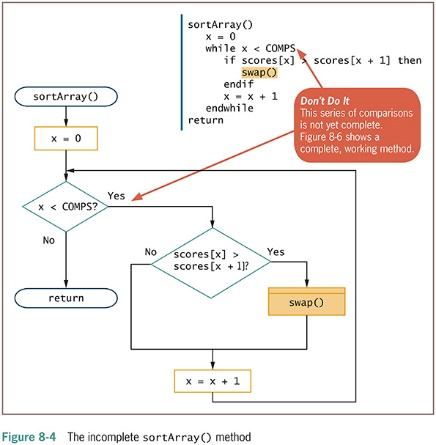 sortArray()
x = 0
while x < COMPS
if scores[x] > scores[x + 1] then
swap()
endif
x = x + 1
endwhile
return
Don't Do It
This series of comparisons
is not yet complete.
Figure 8-6 shows a
complete, working method.
sortArray()
x = 0
x < COMPS?
Yes
No
scores[x] >
scores[x + 1]?
No
Yes
swap()
return
x = x + 1
Figure 8-4 The incomplete sortArray() method